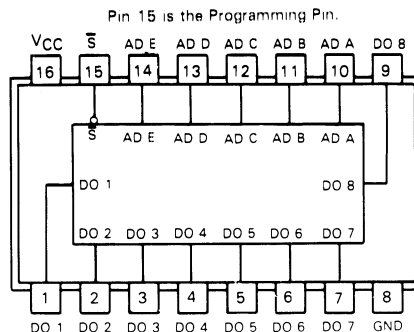 Pin 15 is the Programming Pin.
VCC S̅ AD E AD D AD C AD B AD A DO 8
16 15 14 13 12 11 10 9
S̅ AD E AD D AD C AD B AD A
DO 1 DO 8
DO 2 DO 3 DO 4 DO 5 DO 6 DO 7
1 2 3 4 5 6 7 8
DO 1 DO 2 DO 3 DO 4 DO 5 DO 6 DO 7 GND